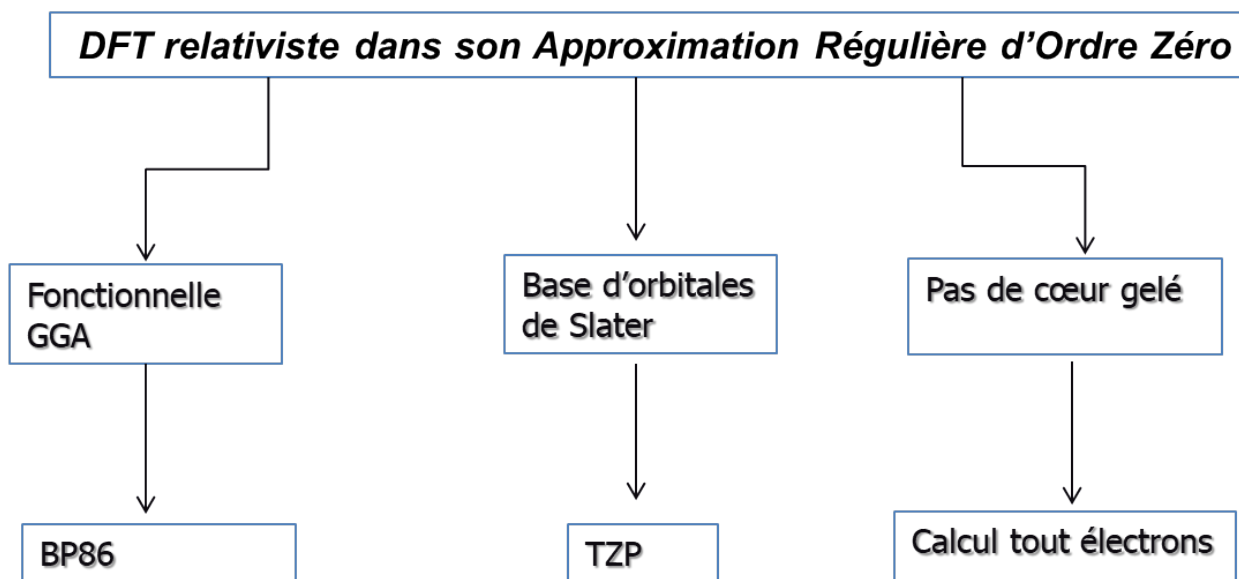 DFT relativiste dans son Approximation Régulière d’Ordre Zéro
Fonctionnelle
GGA
Base d’orbitales
de Slater
Pas de cœur gelé
BP86
TZP
Calcul tout électrons